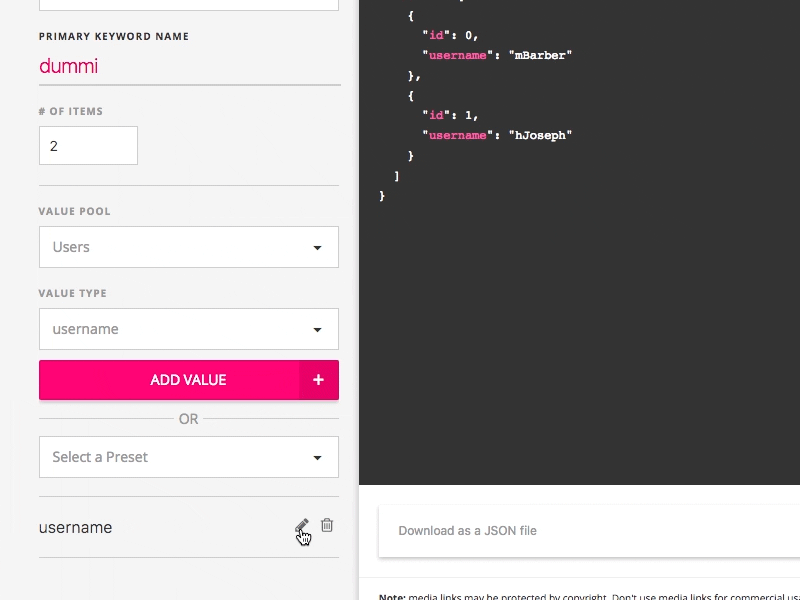 PRIMARY KEYWORD NAME
dummi
# OF ITEMS
2
VALUE POOL
Users
VALUE TYPE
username
ADD VALUE +
OR
Select a Preset
username
{
"id": 0,
"username": "mBarber"
},
{
"id": 1,
"username": "hJoseph"
}
]
}
Download as a JSON file
Note: media links may be protected by copyright. Don't use media links for commercial